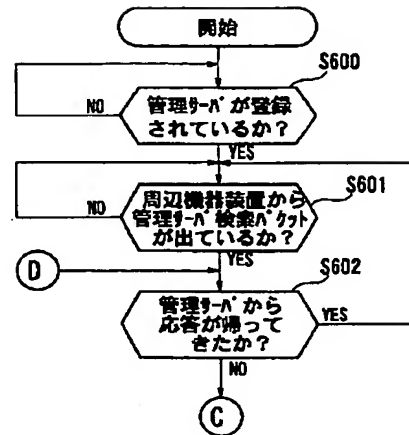 開始
S600
管理サーバが登録
されているか?
NO
YES
S601
周辺機器装置から
管理サーバ検索パケット
が出ているか?
NO
YES
D
S602
管理サーバから
応答が帰って
きたか?
YES
NO
C